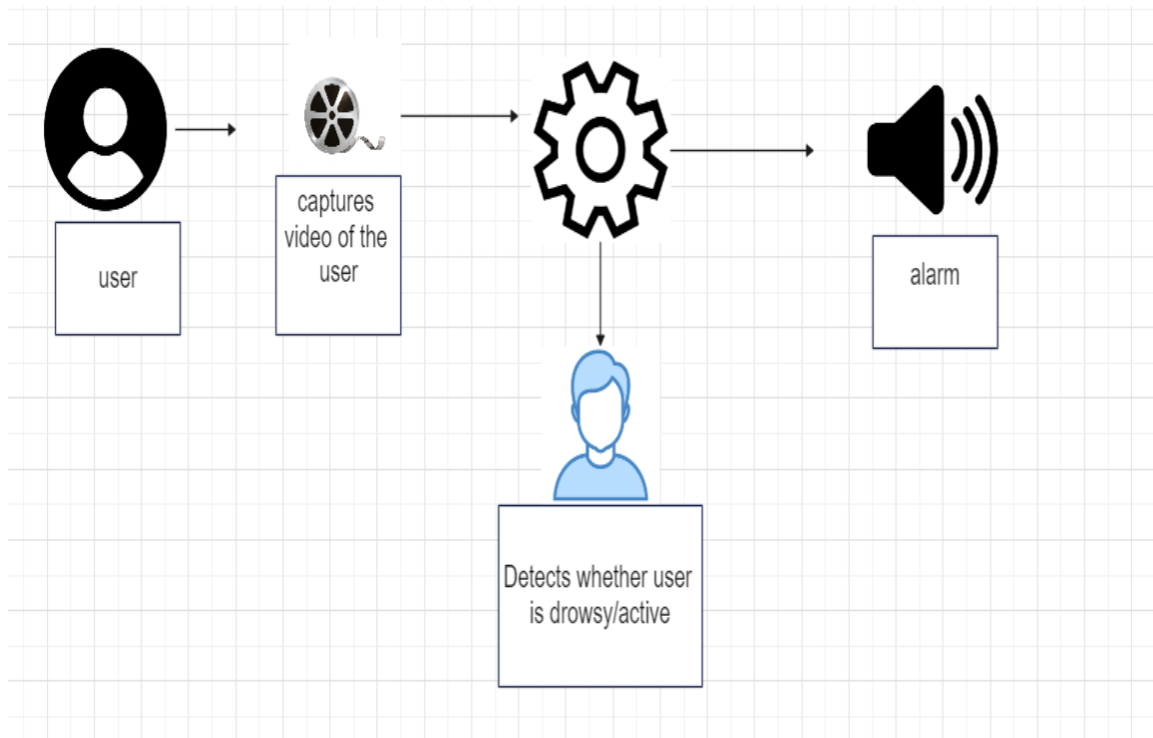 user
captures
video of the
user
alarm
Detects whether user
is drowsy/active